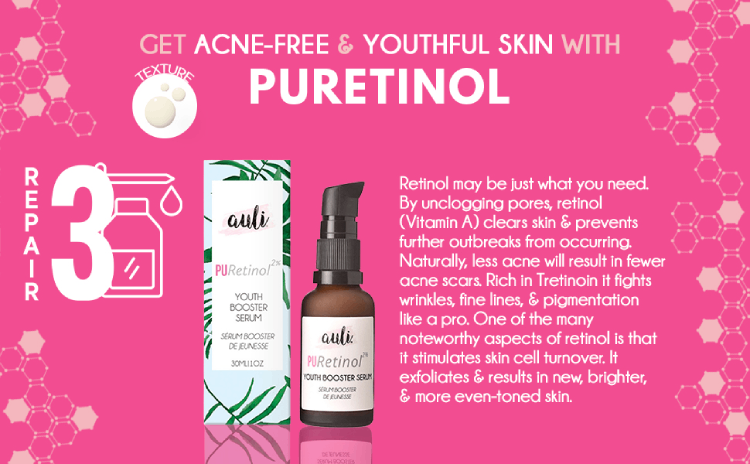 GET ACNE-FREE & YOUTHFUL SKIN WITH
PURETINOL
TEXTURE
REPAIR
3
auli
PURetinol 2%
YOUTH
BOOSTER
SERUM
SÉRUM BOOSTER
DE JEUNESSE
30ML|1OZ
auli
PURetinol 2%
YOUTH BOOSTER SERUM
SÉRUM BOOSTER
DE JEUNESSE
Retinol may be just what you need.
By unclogging pores, retinol
(Vitamin A) clears skin & prevents
further outbreaks from occurring.
Naturally, less acne will result in fewer
acne scars. Rich in Tretinoin it fights
wrinkles, fine lines, & pigmentation
like a pro. One of the many
noteworthy aspects of retinol is that
it stimulates skin cell turnover. It
exfoliates & results in new, brighter,
& more even-toned skin.